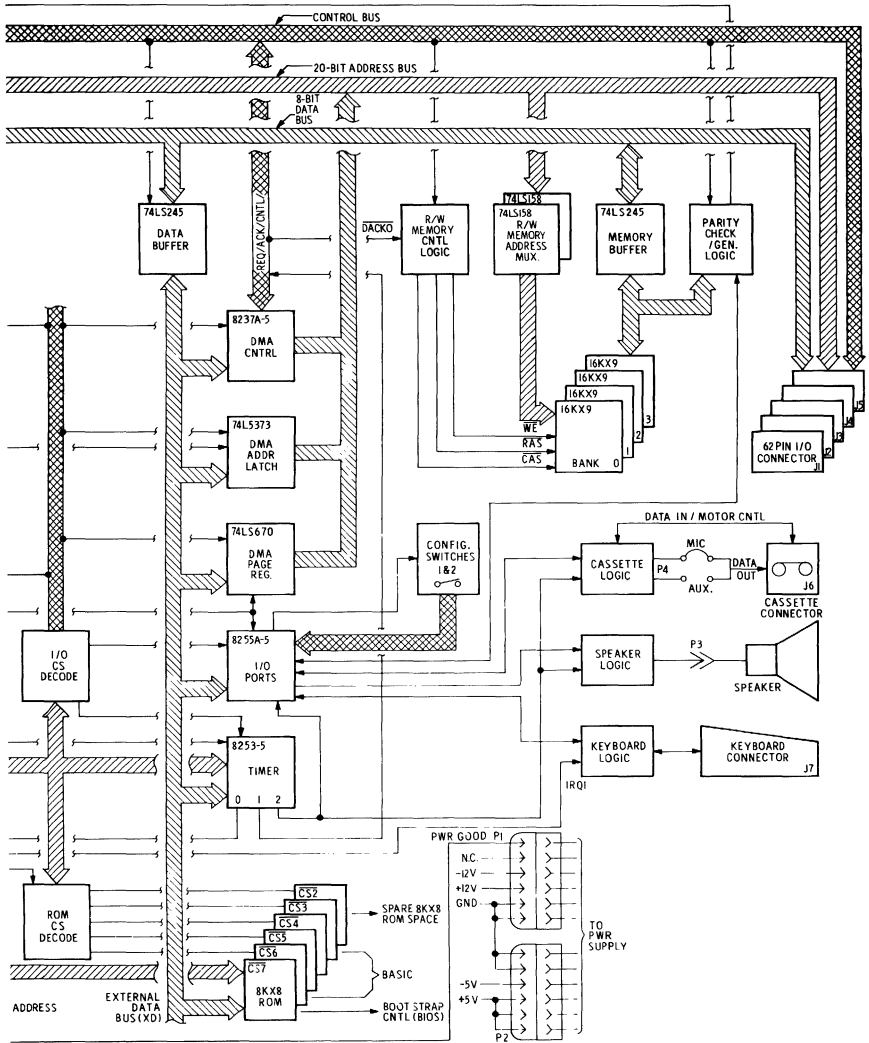 CONTROL BUS
20-BIT ADDRESS BUS
8-BIT
DATA
BUS
74LS245
DATA
BUFFER
REQ/ACK/CNTL/
DACKO
R/W
MEMORY
CNTL
LOGIC
74LS158
74LS158
R/W
MEMORY
ADDRESS
MUX.
74LS245
MEMORY
BUFFER
PARITY
CHECK
/GEN.
LOGIC
8237A-5
DMA
CNTRL
74L5373
DMA
ADDR
LATCH
74LS670
DMA
PAGE
REG.
16KX9
16KX9
16KX9
16KX9
WE
RAS
CAS
BANK 0
1
2
3
62 PIN I/O
CONNECTOR
J1
J2
J3
J4
J5
CONFIG.
SWITCHES
1&2
DATA IN / MOTOR CNTL
CASSETTE
LOGIC
P4
MIC
AUX.
DATA
OUT
J6
CASSETTE
CONNECTOR
I/O
CS
DECODE
8255A-5
I/O
PORTS
SPEAKER
LOGIC
P3
SPEAKER
8253-5
TIMER
0 1 2
KEYBOARD
LOGIC
IRQ1
KEYBOARD
CONNECTOR
J7
PWR GOOD P1
N.C.
-12V
+12V
GND
-5V
+5V
P2
TO
PWR
SUPPLY
ROM
CS
DECODE
CS2
CS3
CS4
CS5
CS6
CS7
8KX8
ROM
SPARE 8KX8
ROM SPACE
BASIC
BOOT STRAP
CNTL (BIOS)
ADDRESS
EXTERNAL
DATA
BUS (XD)